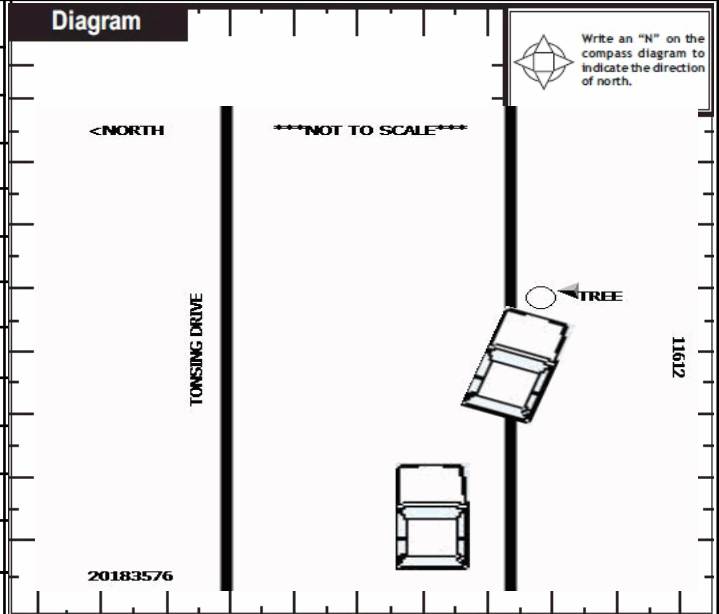 Diagram
Write an “N” on the
compass diagram to
indicate the direction
of north.
<NORTH
***NOT TO SCALE***
TREE
TONSING DRIVE
11612
20183576